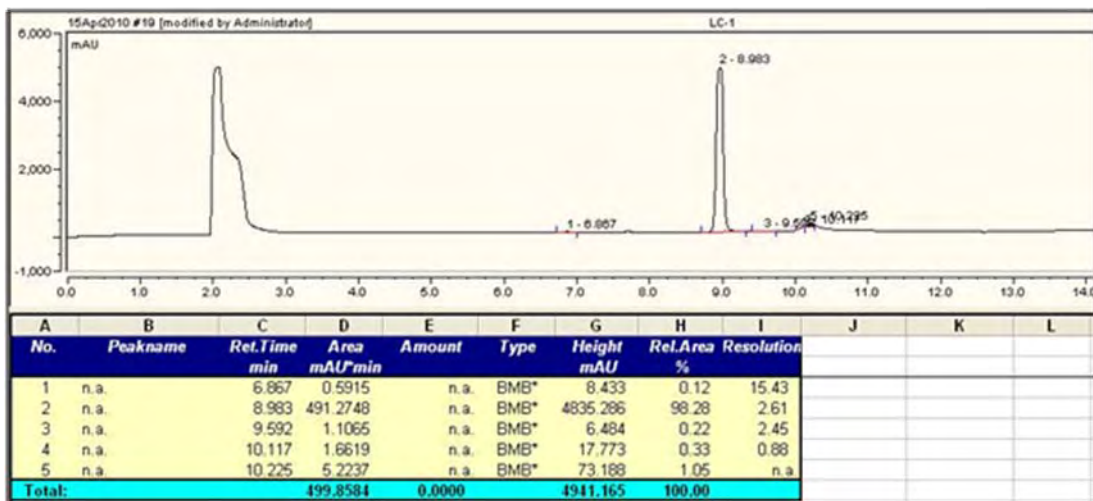 15Apr2010 #19 [modified by Administrator] LC-1
6,000
mAU
2 - 8.983
4,000
2,000
5 - 10.225
1 - 6.867
-1,000
0.0 1.0 2.0 3.0 4.0 5.0 6.0 7.0 8.0 9.0 10.0 11.0 12.0 13.0 14.0
A B C D E F G H I J K L
No. Peakname Ret.Time Area Amount Type Height Rel.Area Resolution
min mAU*min mAU %
1 n.a. 6.867 0.5915 n.a. BMB* 8.433 0.12 15.43
2 n.a. 8.983 491.2748 n.a. BMB* 4835.286 98.28 2.61
3 n.a. 9.592 1.1065 n.a. BMB* 6.484 0.22 2.45
4 n.a. 10.117 1.6619 n.a. BMB* 17.773 0.33 0.88
5 n.a. 10.225 5.2237 n.a. BMB* 73.188 1.05 n.a.
Total: 499.8584 0.0000 4941.165 100.00